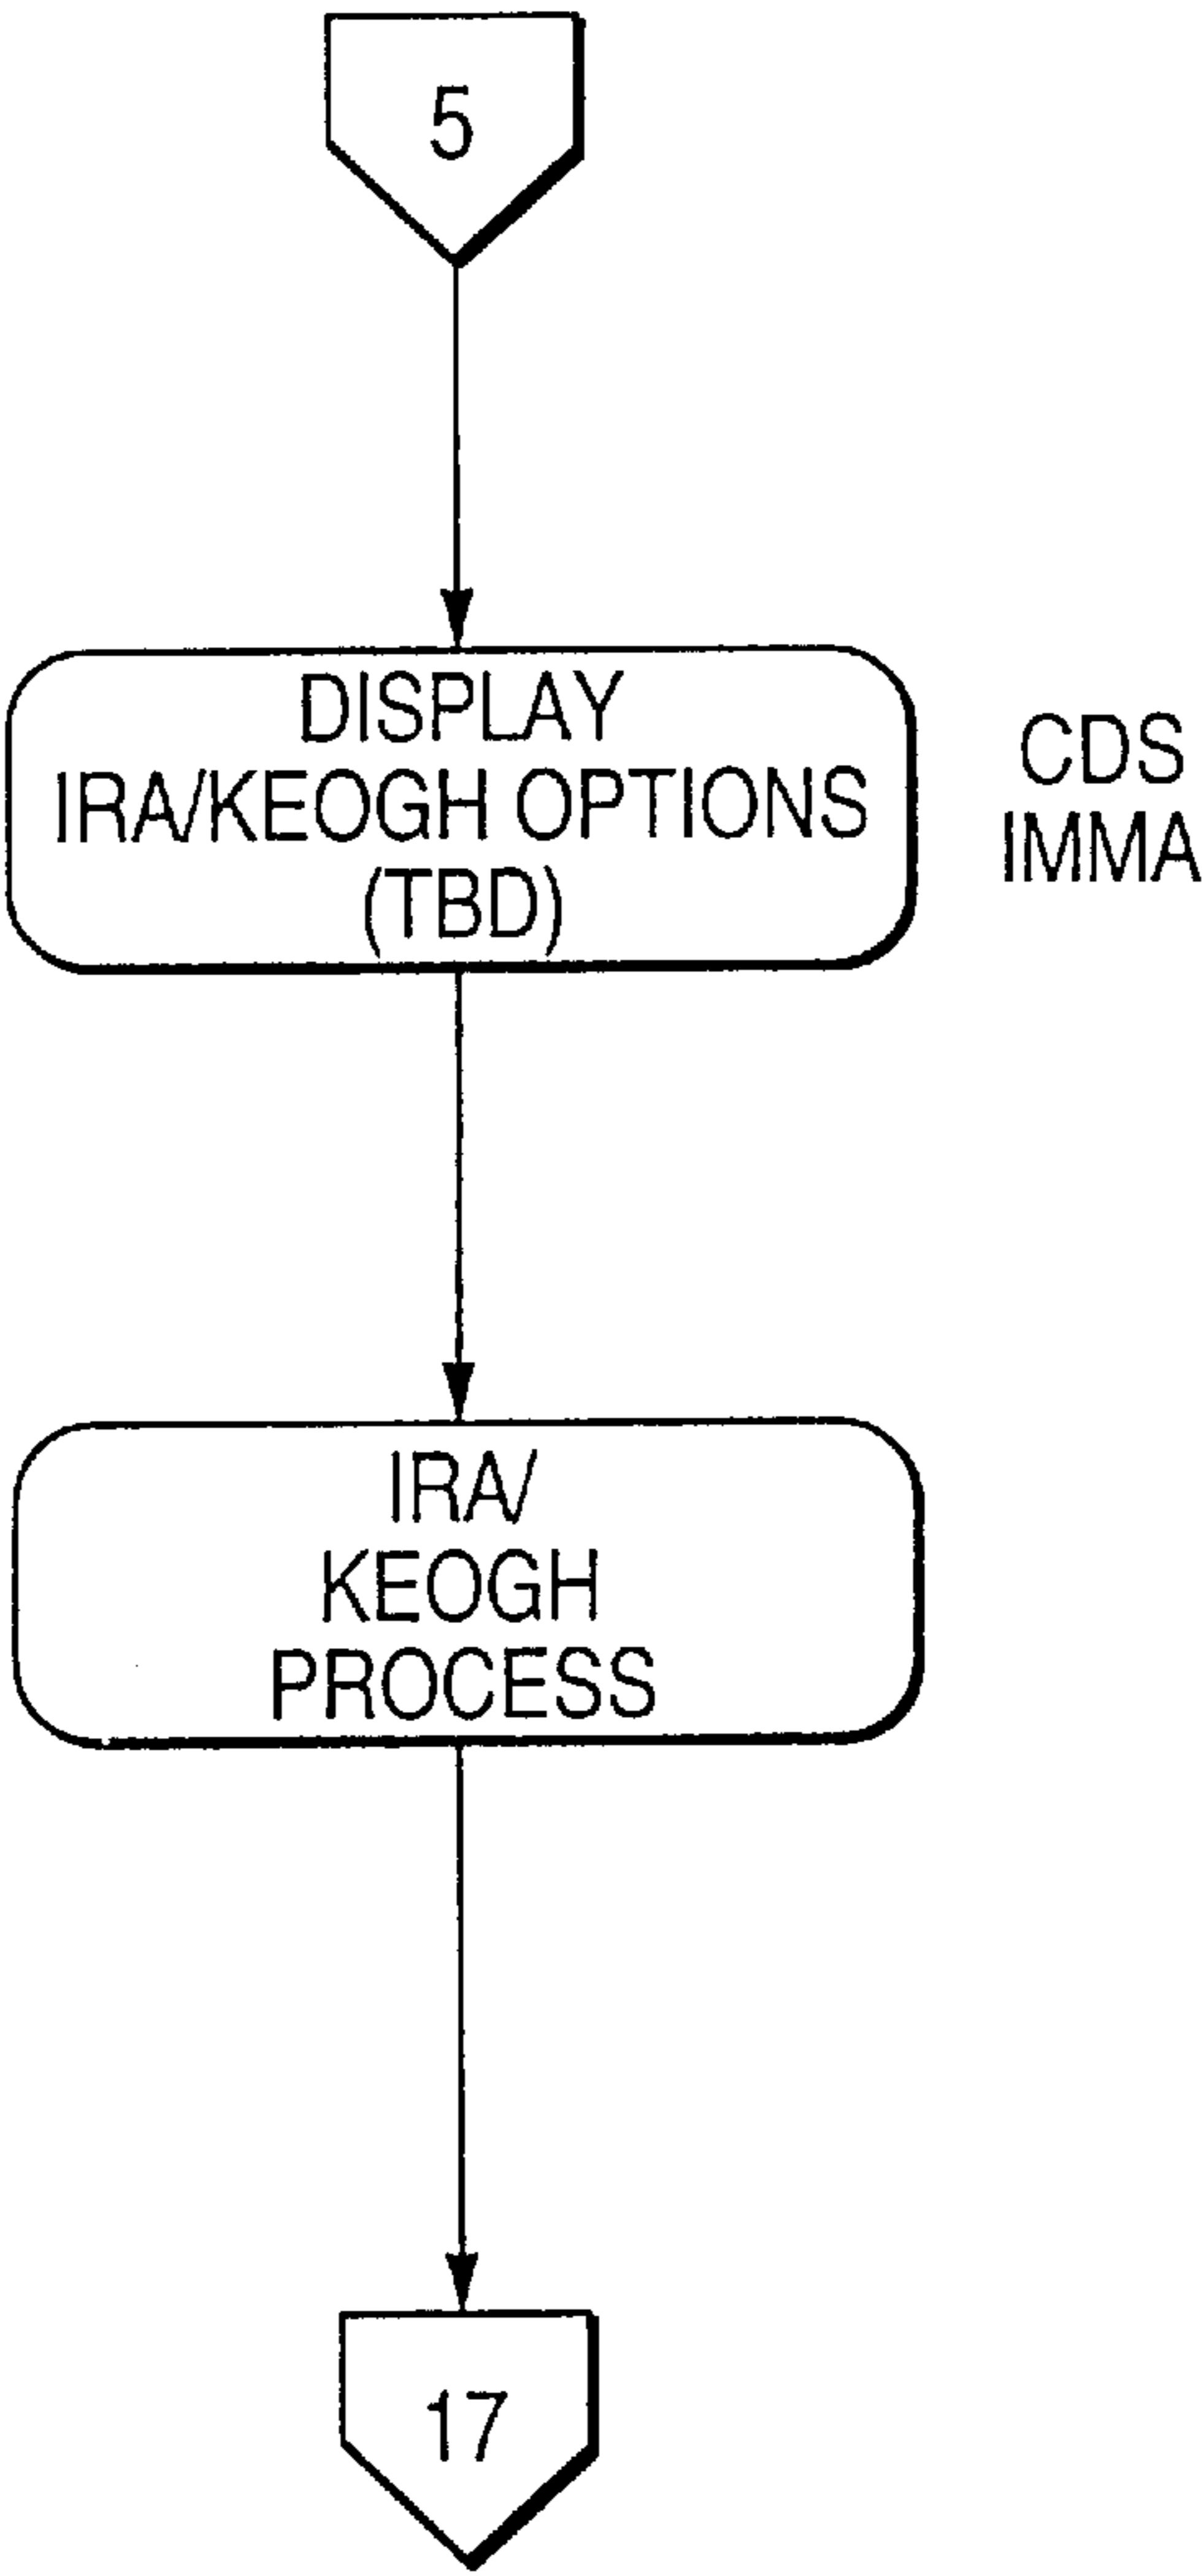 5
DISPLAY
IRA/KEOGH OPTIONS
(TBD)
CDS
IMMA
IRA/
KEOGH
PROCESS
17